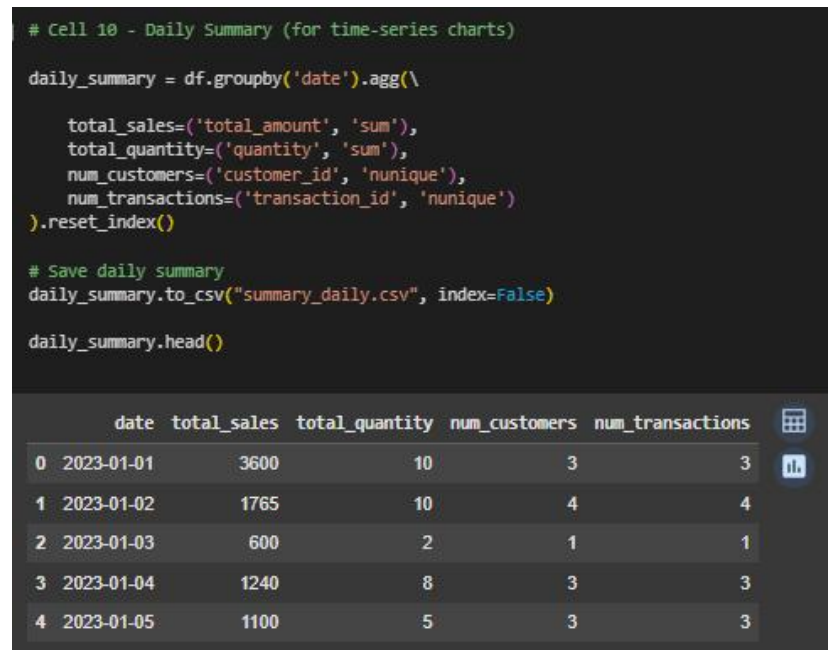 # Cell 10 - Daily Summary (for time-series charts)
daily_summary = df.groupby('date').agg(\
total_sales=('total_amount', 'sum'),
total_quantity=('quantity', 'sum'),
num_customers=('customer_id', 'nunique'),
num_transactions=('transaction_id', 'nunique')
).reset_index()
# Save daily summary
daily_summary.to_csv("summary_daily.csv", index=False)
daily_summary.head()
date total_sales total_quantity num_customers num_transactions
0 2023-01-01 3600 10 3 3
1 2023-01-02 1765 10 4 4
2 2023-01-03 600 2 1 1
3 2023-01-04 1240 8 3 3
4 2023-01-05 1100 5 3 3